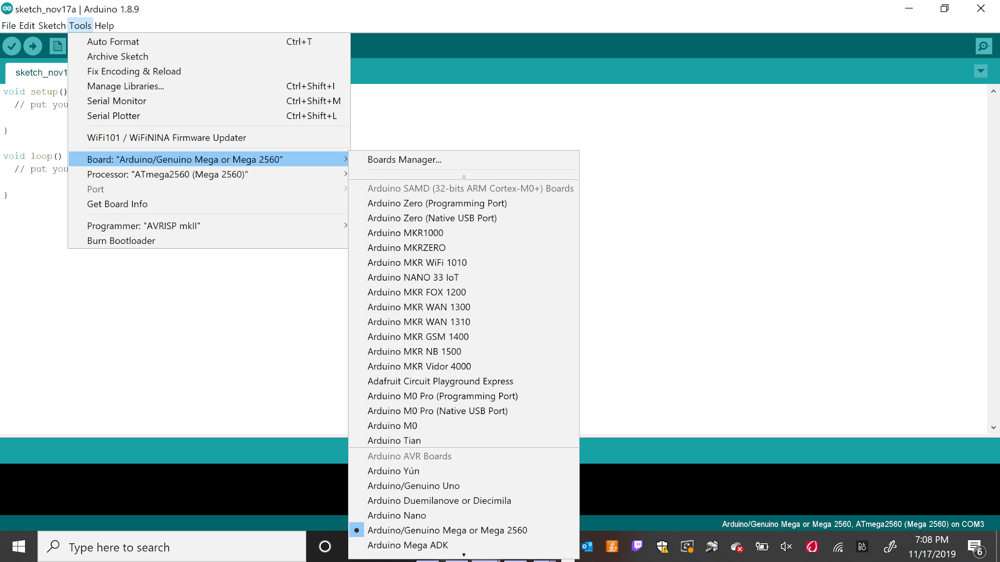 sketch_nov17a | Arduino 1.8.9
File Edit Sketch Tools Help
Auto Format Ctrl+T
Archive Sketch
Fix Encoding & Reload
Manage Libraries... Ctrl+Shift+I
Serial Monitor Ctrl+Shift+M
Serial Plotter Ctrl+Shift+L
WiFi101 / WiFiNINA Firmware Updater
Board: "Arduino/Genuino Mega or Mega 2560"
Processor: "ATmega2560 (Mega 2560)"
Port
Get Board Info
Programmer: "AVRISP mkII"
Burn Bootloader
sketch_nov1
void setup()
// put you
}
void loop()
// put you
}
Boards Manager...
Arduino SAMD (32-bits ARM Cortex-M0+) Boards
Arduino Zero (Programming Port)
Arduino Zero (Native USB Port)
Arduino MKR1000
Arduino MKRZERO
Arduino MKR WiFi 1010
Arduino NANO 33 IoT
Arduino MKR FOX 1200
Arduino MKR WAN 1300
Arduino MKR WAN 1310
Arduino MKR GSM 1400
Arduino MKR NB 1500
Arduino MKR Vidor 4000
Adafruit Circuit Playground Express
Arduino M0 Pro (Programming Port)
Arduino M0 Pro (Native USB Port)
Arduino M0
Arduino Tian
Arduino AVR Boards
Arduino Yún
Arduino/Genuino Uno
Arduino Duemilanove or Diecimila
Arduino Nano
Arduino/Genuino Mega or Mega 2560
Arduino Mega ADK
Arduino/Genuino Mega or Mega 2560, ATmega2560 (Mega 2560) on COM3
Type here to search
7:08 PM
11/17/2019
6